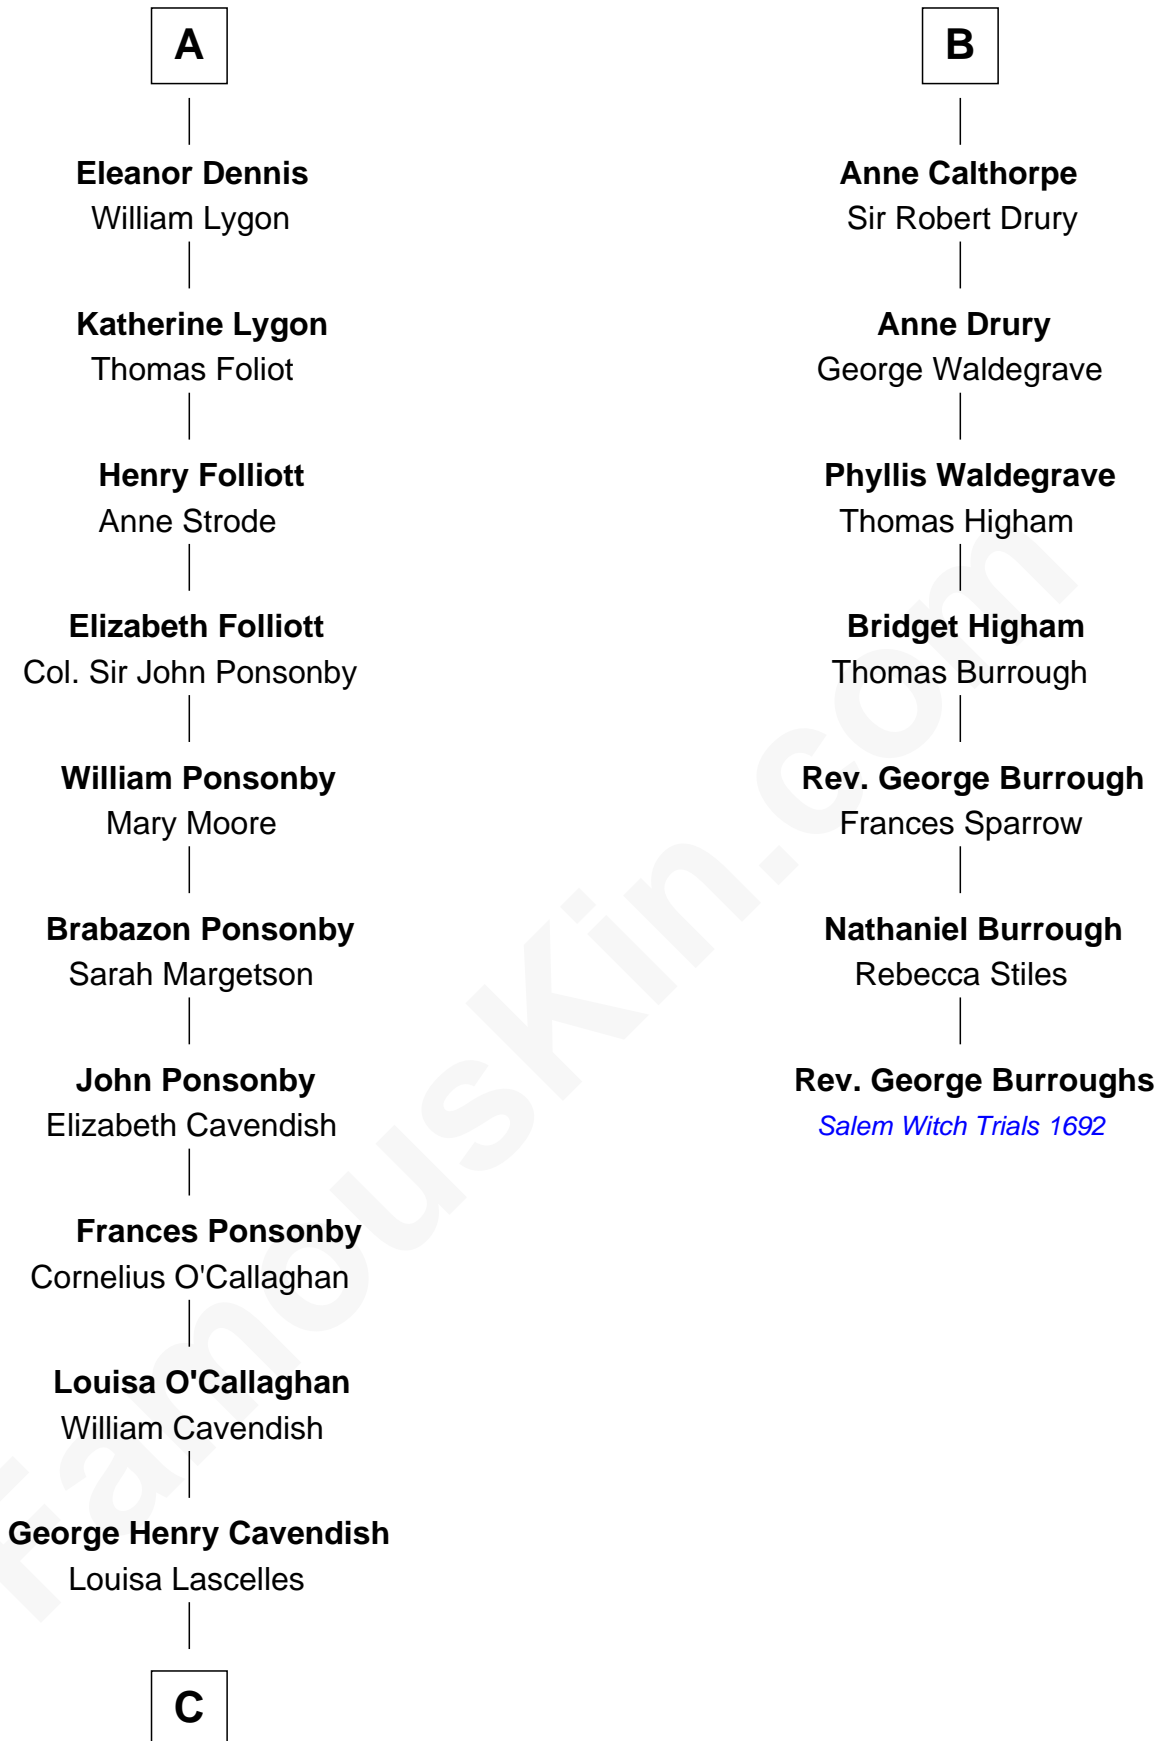 A
Eleanor Dennis
William Lygon
Katherine Lygon
Thomas Foliot
Henry Folliott
Anne Strode
Elizabeth Folliott
Col. Sir John Ponsonby
William Ponsonby
Mary Moore
Brabazon Ponsonby
Sarah Margetson
John Ponsonby
Elizabeth Cavendish
Frances Ponsonby
Cornelius O'Callaghan
Louisa O'Callaghan
William Cavendish
George Henry Cavendish
Louisa Lascelles
C
B
Anne Calthorpe
Sir Robert Drury
Anne Drury
George Waldegrave
Phyllis Waldegrave
Thomas Higham
Bridget Higham
Thomas Burrough
Rev. George Burrough
Frances Sparrow
Nathaniel Burrough
Rebecca Stiles
Rev. George Burroughs
Salem Witch Trials 1692
FamousKin.com